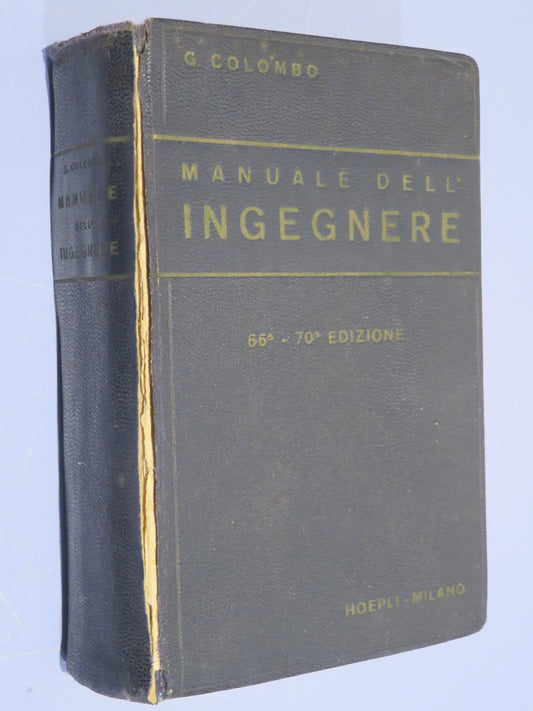 G. COLOMBO
MANUALE DELL'
INGEGNERE
66ª - 70ª EDIZIONE
HOEPLI - MILANO
G. COLOMBO
MANUALE
DELL'
INGEGNERE